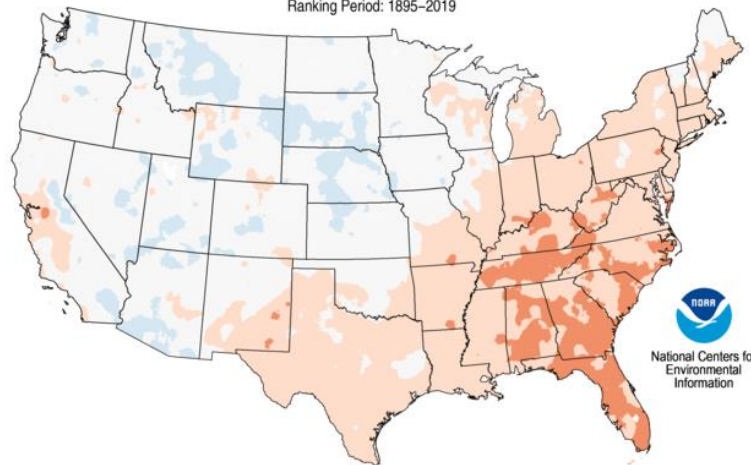 Ranking Period: 1895–2019
NOAA
National Centers fo
Environmental
Information